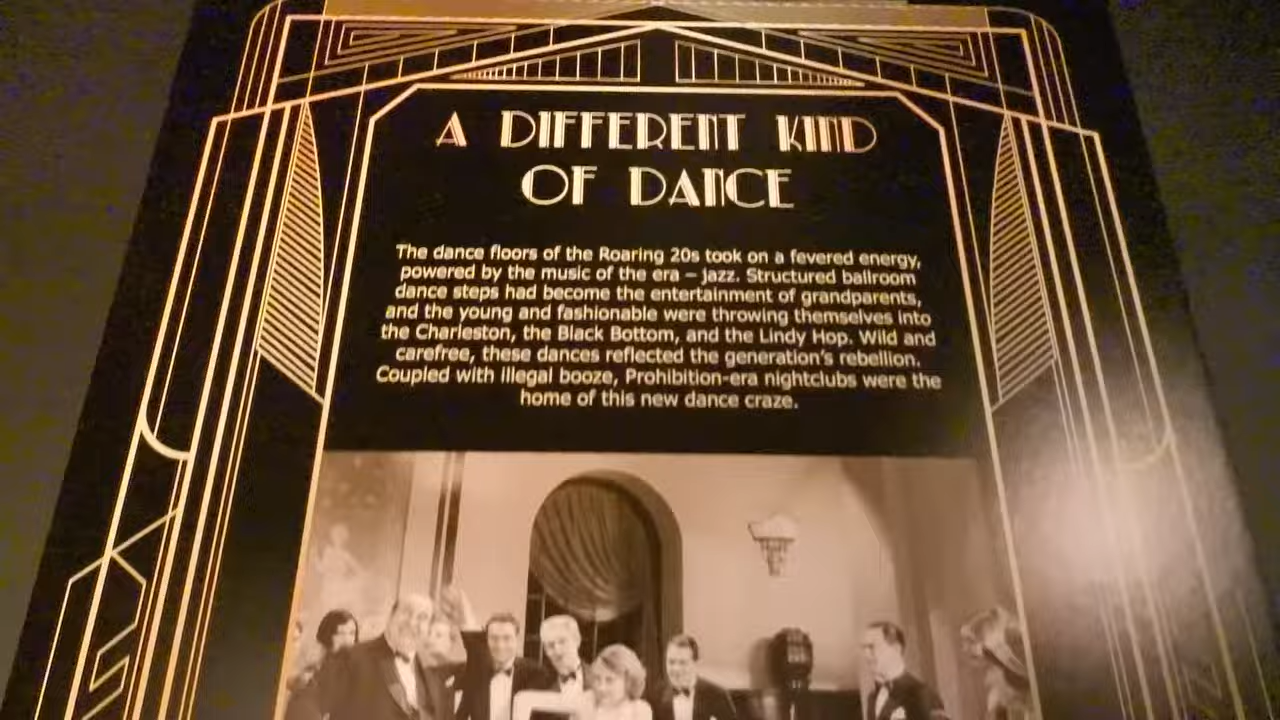 A DIFFERENT KIND
OF DANCE
The dance floors of the Roaring 20s took on a fevered energy,
powered by the music of the era – jazz. Structured ballroom
dance steps had become the entertainment of grandparents,
and the young and fashionable were throwing themselves into
the Charleston, the Black Bottom, and the Lindy Hop. Wild and
carefree, these dances reflected the generation's rebellion.
Coupled with illegal booze, Prohibition-era nightclubs were the
home of this new dance craze.